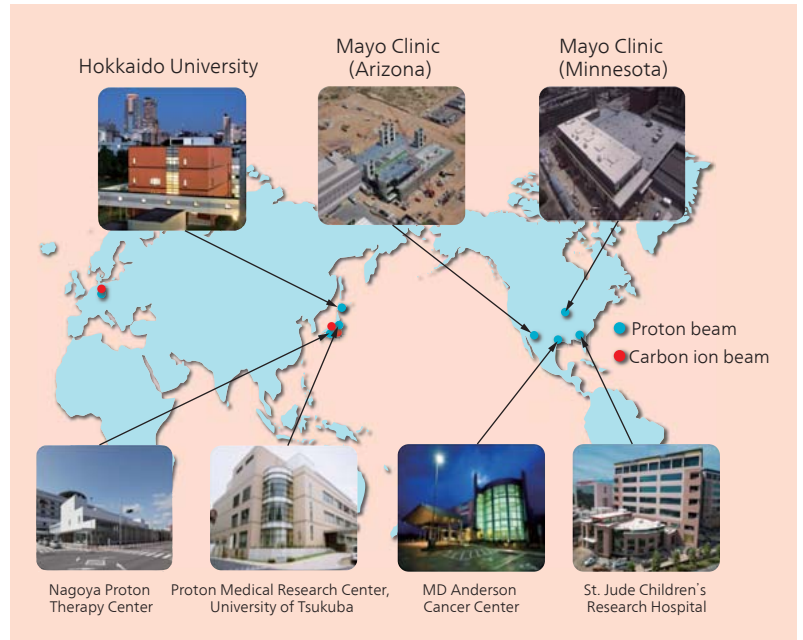 Hokkaido University
Mayo Clinic
(Arizona)
Mayo Clinic
(Minnesota)
Proton beam
Carbon ion beam
Nagoya Proton
Therapy Center
Proton Medical Research Center,
University of Tsukuba
MD Anderson
Cancer Center
St. Jude Children's
Research Hospital